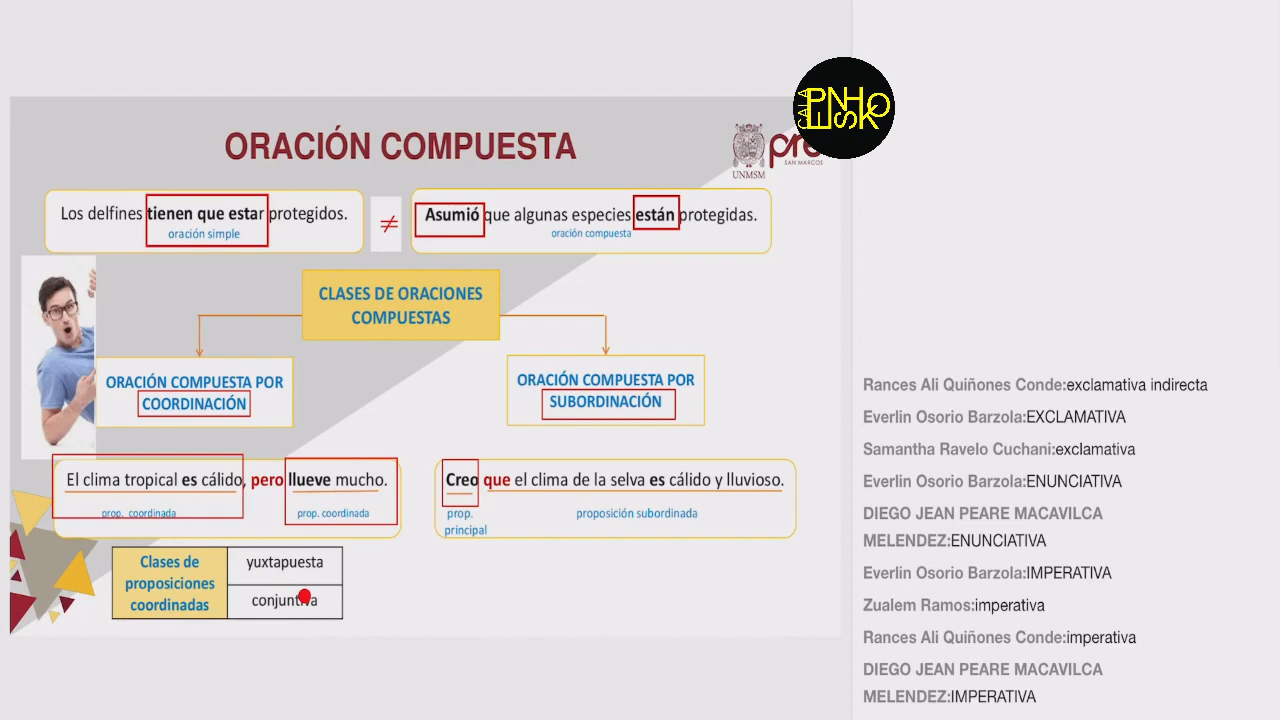 ORACIÓN COMPUESTA
UNMSM
SAN MARCOS
CALA
Los delfines tienen que estar protegidos.
oración simple
≠
Asumió que algunas especies están protegidas.
oración compuesta
CLASES DE ORACIONES
COMPUESTAS
ORACIÓN COMPUESTA POR
COORDINACIÓN
ORACIÓN COMPUESTA POR
SUBORDINACIÓN
El clima tropical es cálido, pero llueve mucho.
prop. coordinada
prop. coordinada
Creo que el clima de la selva es cálido y lluvioso.
prop.
principal
proposición subordinada
Clases de
proposiciones
coordinadas
yuxtapuesta
conjuntiva
Rances Ali Quiñones Conde:exclamativa indirecta
Everlin Osorio Barzola:EXCLAMATIVA
Samantha Ravelo Cuchani:exclamativa
Everlin Osorio Barzola:ENUNCIATIVA
DIEGO JEAN PEARE MACAVILCA
MELENDEZ:ENUNCIATIVA
Everlin Osorio Barzola:IMPERATIVA
Zualem Ramos:imperativa
Rances Ali Quiñones Conde:imperativa
DIEGO JEAN PEARE MACAVILCA
MELENDEZ:IMPERATIVA